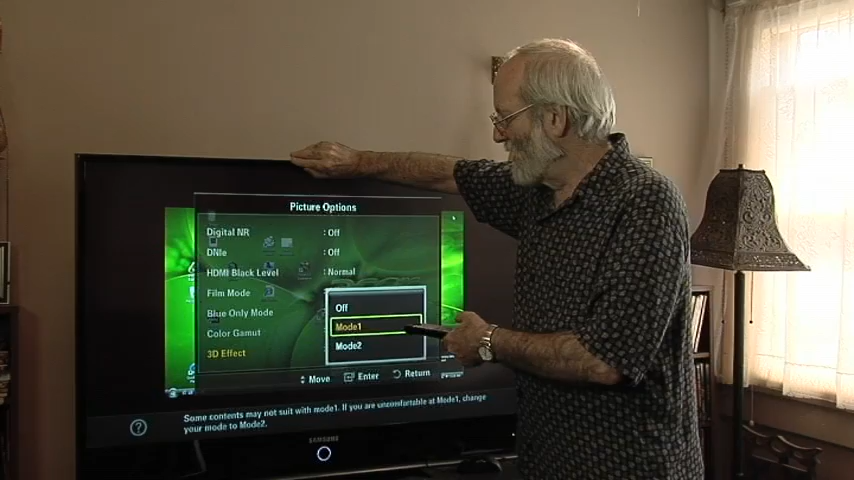 Picture Options
Digital NR : Off
DNIe : Off
HDMI Black Level : Normal
Film Mode
Blue Only Mode
Color Gamut
3D Effect
Off
Mode1
Mode2
Move Enter Return
Some contents may not suit with mode1. If you are uncomfortable at Mode1, change
your mode to Mode2.
SAMSUNG